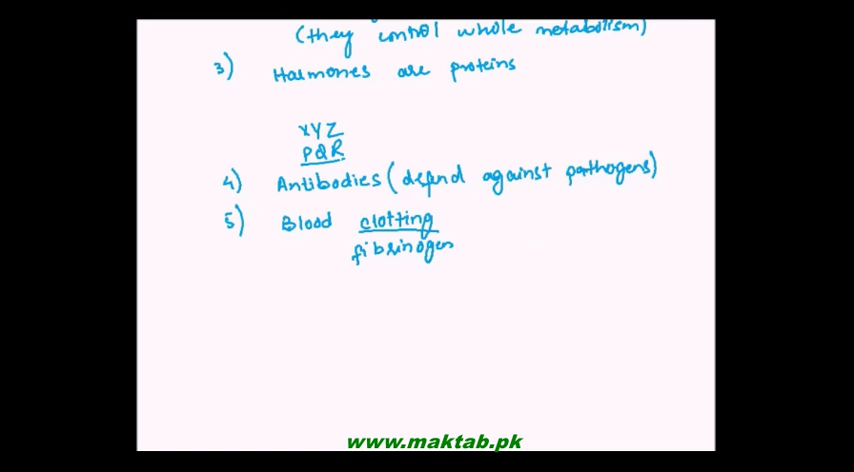 (they control whole metabolism)
3) Harmones are proteins
XYZ
PQR
4) Antibodies (defend against pathogens)
5) Blood clotting
fibrinogen
www.maktab.pk